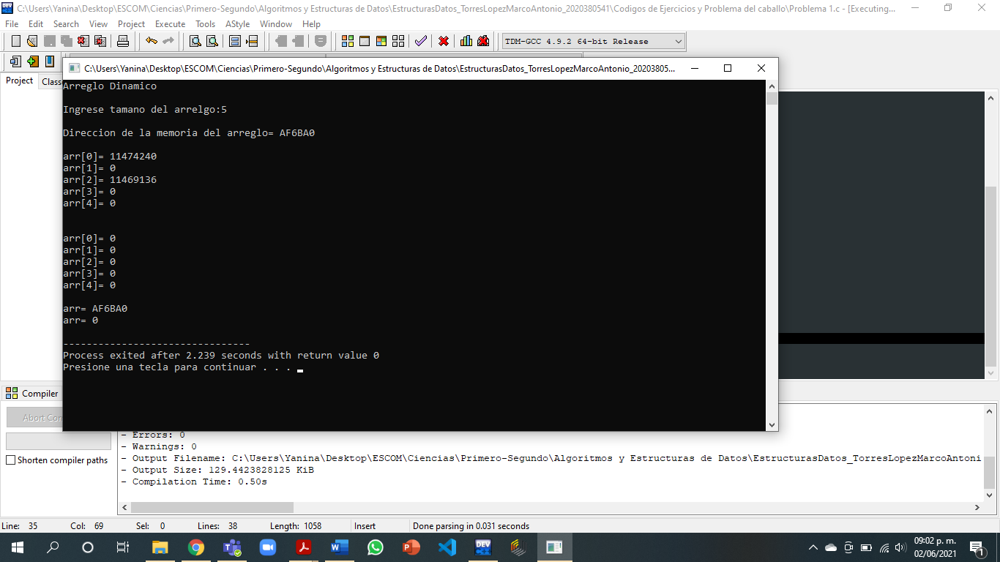 C:\Users\Yanina\Desktop\ESCOM\Ciencias\Primero-Segundo\Algoritmos y Estructuras de Datos\EstructurasDatos_TorresLopezMarcoAntonio_2020380541\Codigos de Ejercicios y Problema del caballo\Problema 1.c - [Executing...
File Edit Search View Project Execute Tools AStyle Window Help
TDM-GCC 4.9.2 64-bit Release
Project Class
C:\Users\Yanina\Desktop\ESCOM\Ciencias\Primero-Segundo\Algoritmos y Estructuras de Datos\EstructurasDatos_TorresLopezMarcoAntonio_20203805...
Arreglo Dinamico
Ingrese tamano del arrelgo:5
Direccion de la memoria del arreglo= AF6BA0
arr[0]= 11474240
arr[1]= 0
arr[2]= 11469136
arr[3]= 0
arr[4]= 0
arr[0]= 0
arr[1]= 0
arr[2]= 0
arr[3]= 0
arr[4]= 0
arr= AF6BA0
arr= 0
--------------------------------
Process exited after 2.239 seconds with return value 0
Presione una tecla para continuar . . .
Compiler
Abort Con
Shorten compiler paths
- Errors: 0
- Warnings: 0
- Output Filename: C:\Users\Yanina\Desktop\ESCOM\Ciencias\Primero-Segundo\Algoritmos y Estructuras de Datos\EstructurasDatos_TorresLopezMarcoAntoni
- Output Size: 129.4423828125 KiB
- Compilation Time: 0.50s
Line: 35 Col: 69 Sel: 0 Lines: 38 Length: 1058 Insert Done parsing in 0.031 seconds
09:02 p. m.
02/06/2021
1